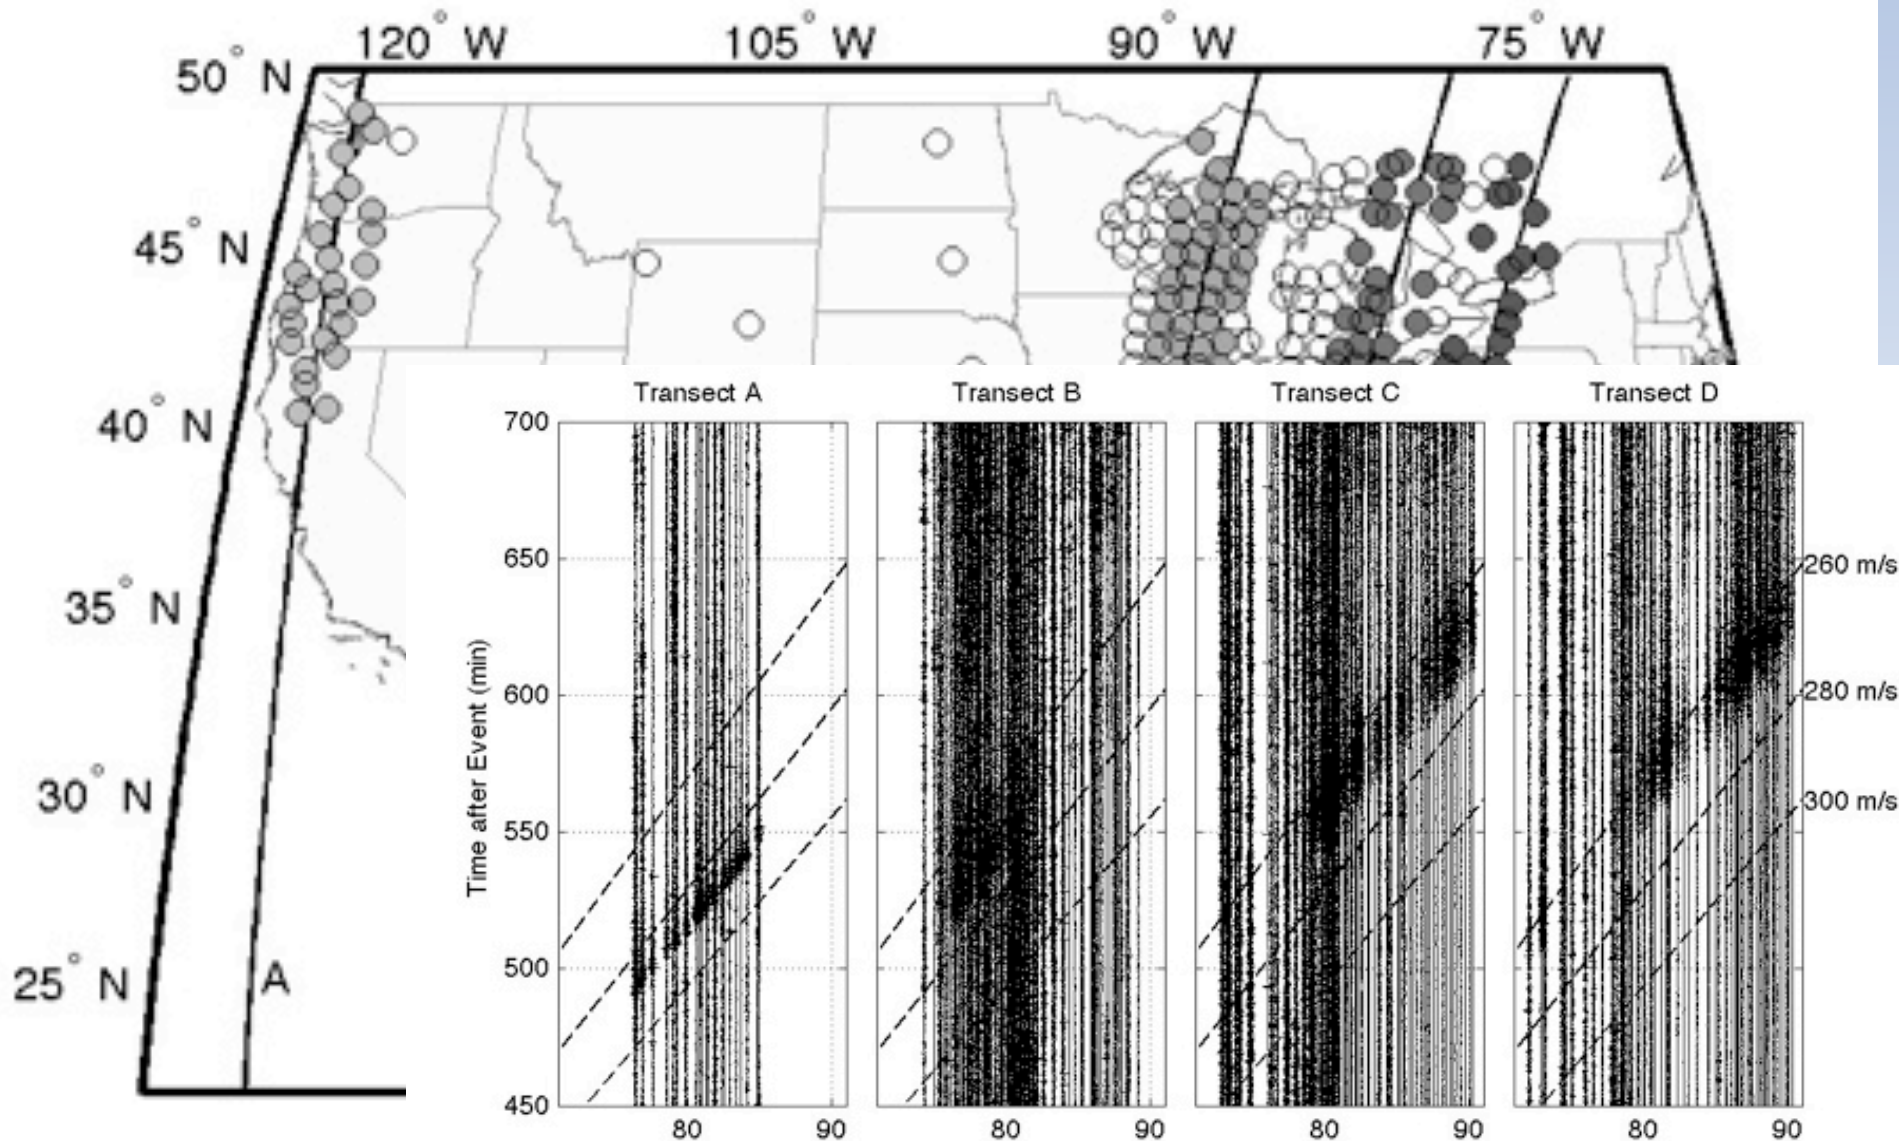 120° W 105° W 90° W 75° W
50° N
45° N
40° N
35° N
30° N
25° N
A
Transect A Transect B Transect C Transect D
Time after Event (min)
700
650
600
550
500
450
260 m/s
280 m/s
300 m/s
80 90 80 90 80 90 80 90